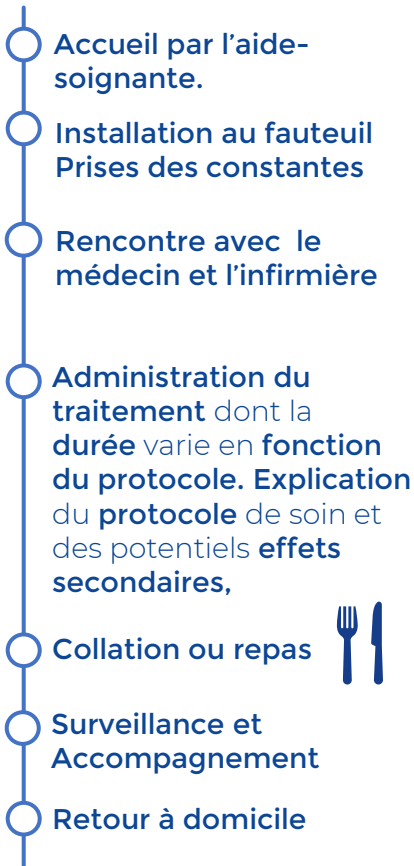 Accueil par l’aide-
soignante.
Installation au fauteuil
Prises des constantes
Rencontre avec le
médecin et l’infirmière
Administration du
traitement dont la
durée varie en fonction
du protocole. Explication
du protocole de soin et
des potentiels effets
secondaires,
Collation ou repas
Surveillance et
Accompagnement
Retour à domicile